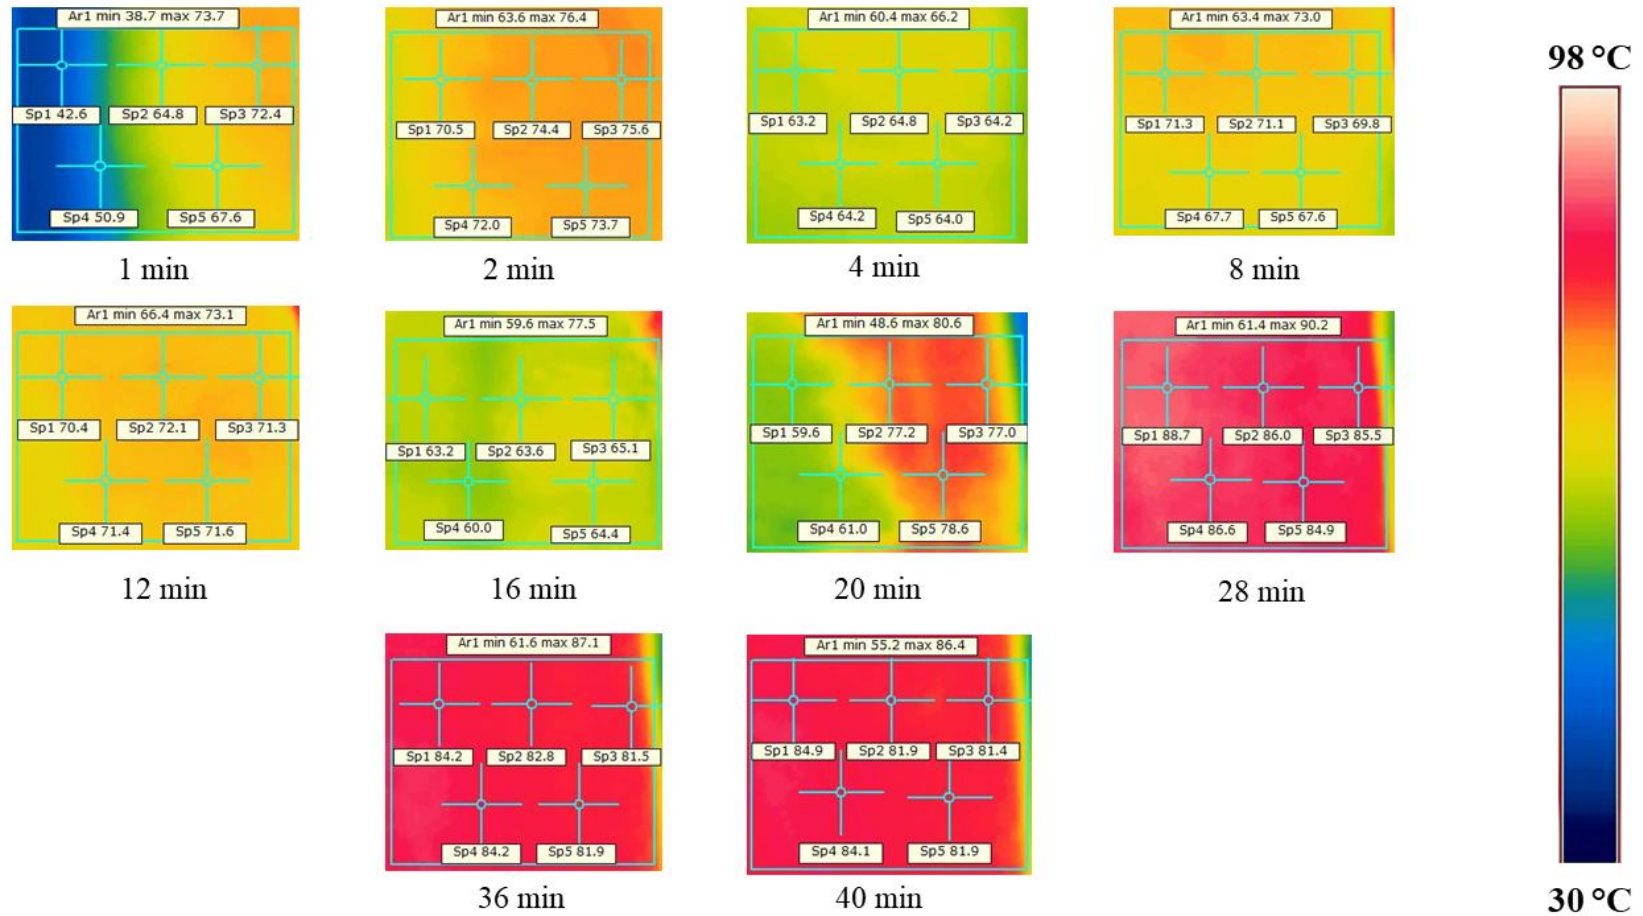 Ar1 min 38.7 max 73.7
Sp1 42.6
Sp2 64.8
Sp3 72.4
Sp4 50.9
Sp5 67.6
1 min
Ar1 min 63.6 max 76.4
Sp1 70.5
Sp2 74.4
Sp3 75.6
Sp4 72.0
Sp5 73.7
2 min
Ar1 min 60.4 max 66.2
Sp1 63.2
Sp2 64.8
Sp3 64.2
Sp4 64.2
Sp5 64.0
4 min
Ar1 min 63.4 max 73.0
Sp1 71.3
Sp2 71.1
Sp3 69.8
Sp4 67.7
Sp5 67.6
8 min
Ar1 min 66.4 max 73.1
Sp1 70.4
Sp2 72.1
Sp3 71.3
Sp4 71.4
Sp5 71.6
12 min
Ar1 min 59.6 max 77.5
Sp1 63.2
Sp2 63.6
Sp3 65.1
Sp4 60.0
Sp5 64.4
16 min
Ar1 min 48.6 max 80.6
Sp1 59.6
Sp2 77.2
Sp3 77.0
Sp4 61.0
Sp5 78.6
20 min
Ar1 min 61.4 max 90.2
Sp1 88.7
Sp2 86.0
Sp3 85.5
Sp4 86.6
Sp5 84.9
28 min
Ar1 min 61.6 max 87.1
Sp1 84.2
Sp2 82.8
Sp3 81.5
Sp4 84.2
Sp5 81.9
36 min
Ar1 min 55.2 max 86.4
Sp1 84.9
Sp2 81.9
Sp3 81.4
Sp4 84.1
Sp5 81.9
40 min
98 °C
30 °C